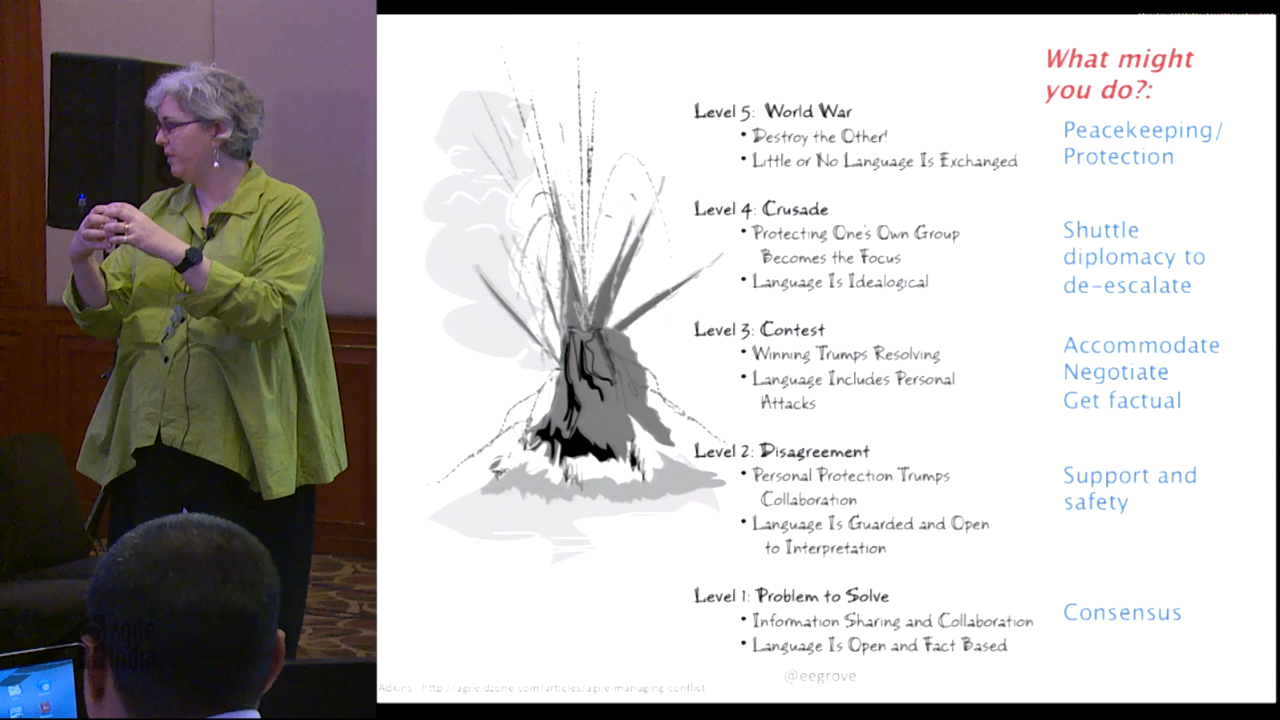 What might
you do?:
Level 5: World War
• Destroy the Other!
• Little or No Language Is Exchanged
Peacekeeping/
Protection
Level 4: Crusade
• Protecting One's Own Group
Becomes the Focus
• Language Is Idealogical
Shuttle
diplomacy to
de-escalate
Level 3: Contest
• Winning Trumps Resolving
• Language Includes Personal
Attacks
Accommodate
Negotiate
Get factual
Level 2: Disagreement
• Personal Protection Trumps
Collaboration
• Language Is Guarded and Open
to Interpretation
Support and
safety
Level 1: Problem to Solve
• Information Sharing and Collaboration
• Language Is Open and Fact Based
Consensus
@eegrove
Adkins: http://agile.dzone.com/articles/agile-managing-conflict
Agile
India